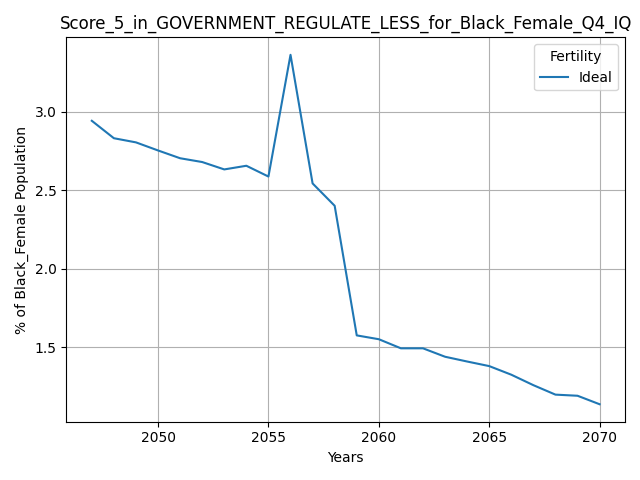 Score_5_in_GOVERNMENT_REGULATE_LESS_for_Black_Female_Q4_IQ
Fertility
Ideal
% of Black_Female Population
3.0
2.5
2.0
1.5
2050 2055 2060 2065 2070
Years